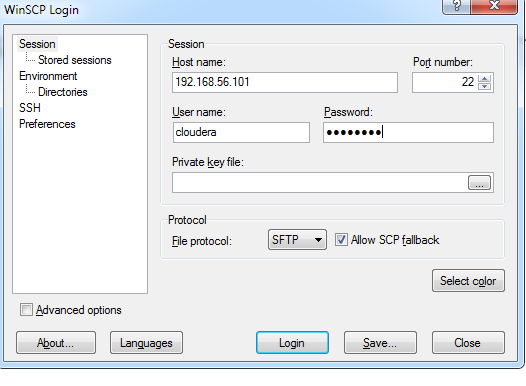 WinSCP Login
Session
Stored sessions
Environment
Directories
SSH
Preferences
Session
Host name: Port number:
192.168.56.101 22
User name: Password:
cloudera ●●●●●●●●
Private key file:
...
Protocol
File protocol: SFTP Allow SCP fallback
Select color
Advanced options
About... Languages Login Save... Close